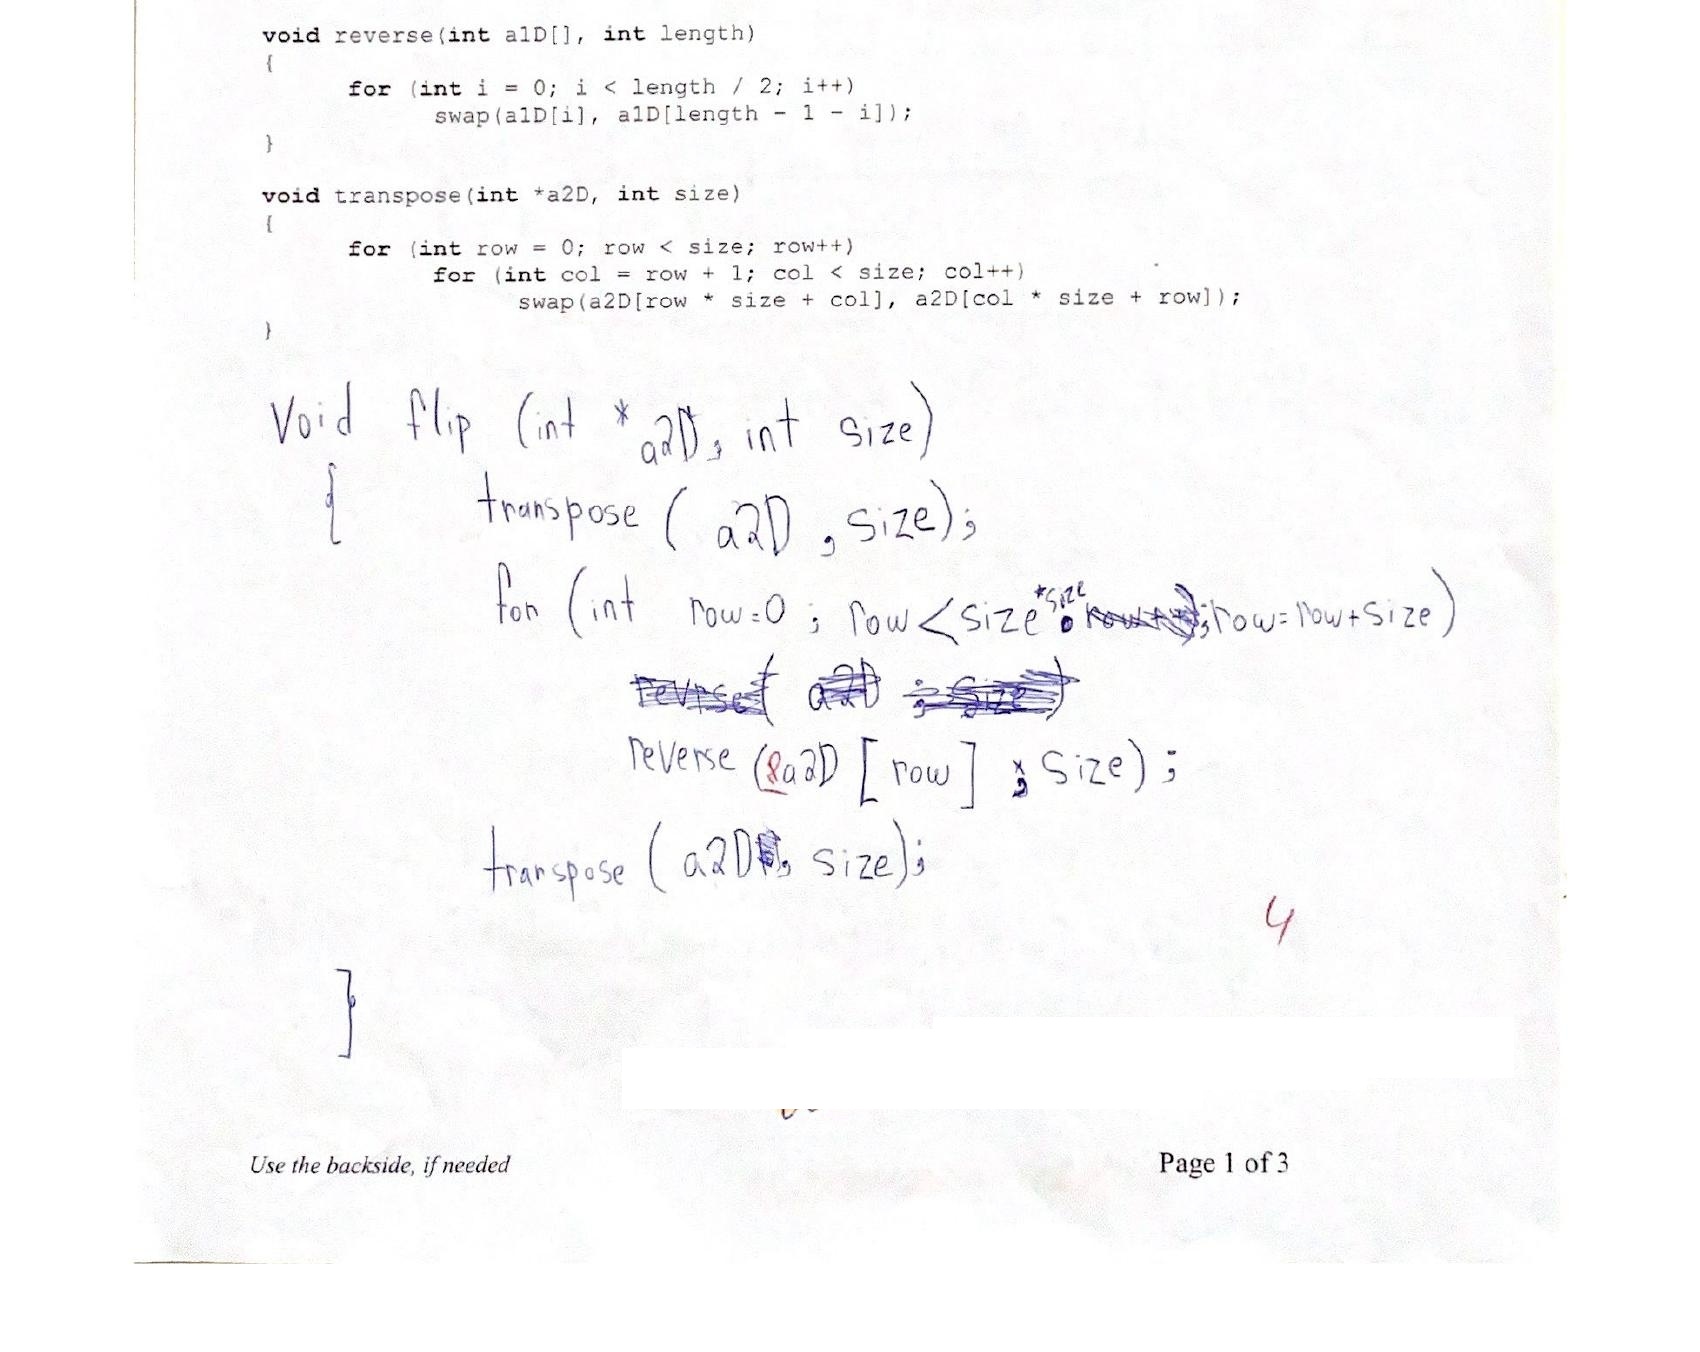 void reverse(int a1D[], int length)
{
for (int i = 0; i < length / 2; i++)
swap(a1D[i], a1D[length - 1 - i]);
}
void transpose(int *a2D, int size)
{
for (int row = 0; row < size; row++)
for (int col = row + 1; col < size; col++)
swap(a2D[row * size + col], a2D[col * size + row]);
}
Void flip (int *a2D, int size)
{ transpose ( a2D , size);
for (int row=0 ; row<size*size ; row=row+size)
reverse (&a2D [row] , size) ;
transpose ( a2D , size);
4
}
Use the backside, if needed Page 1 of 3